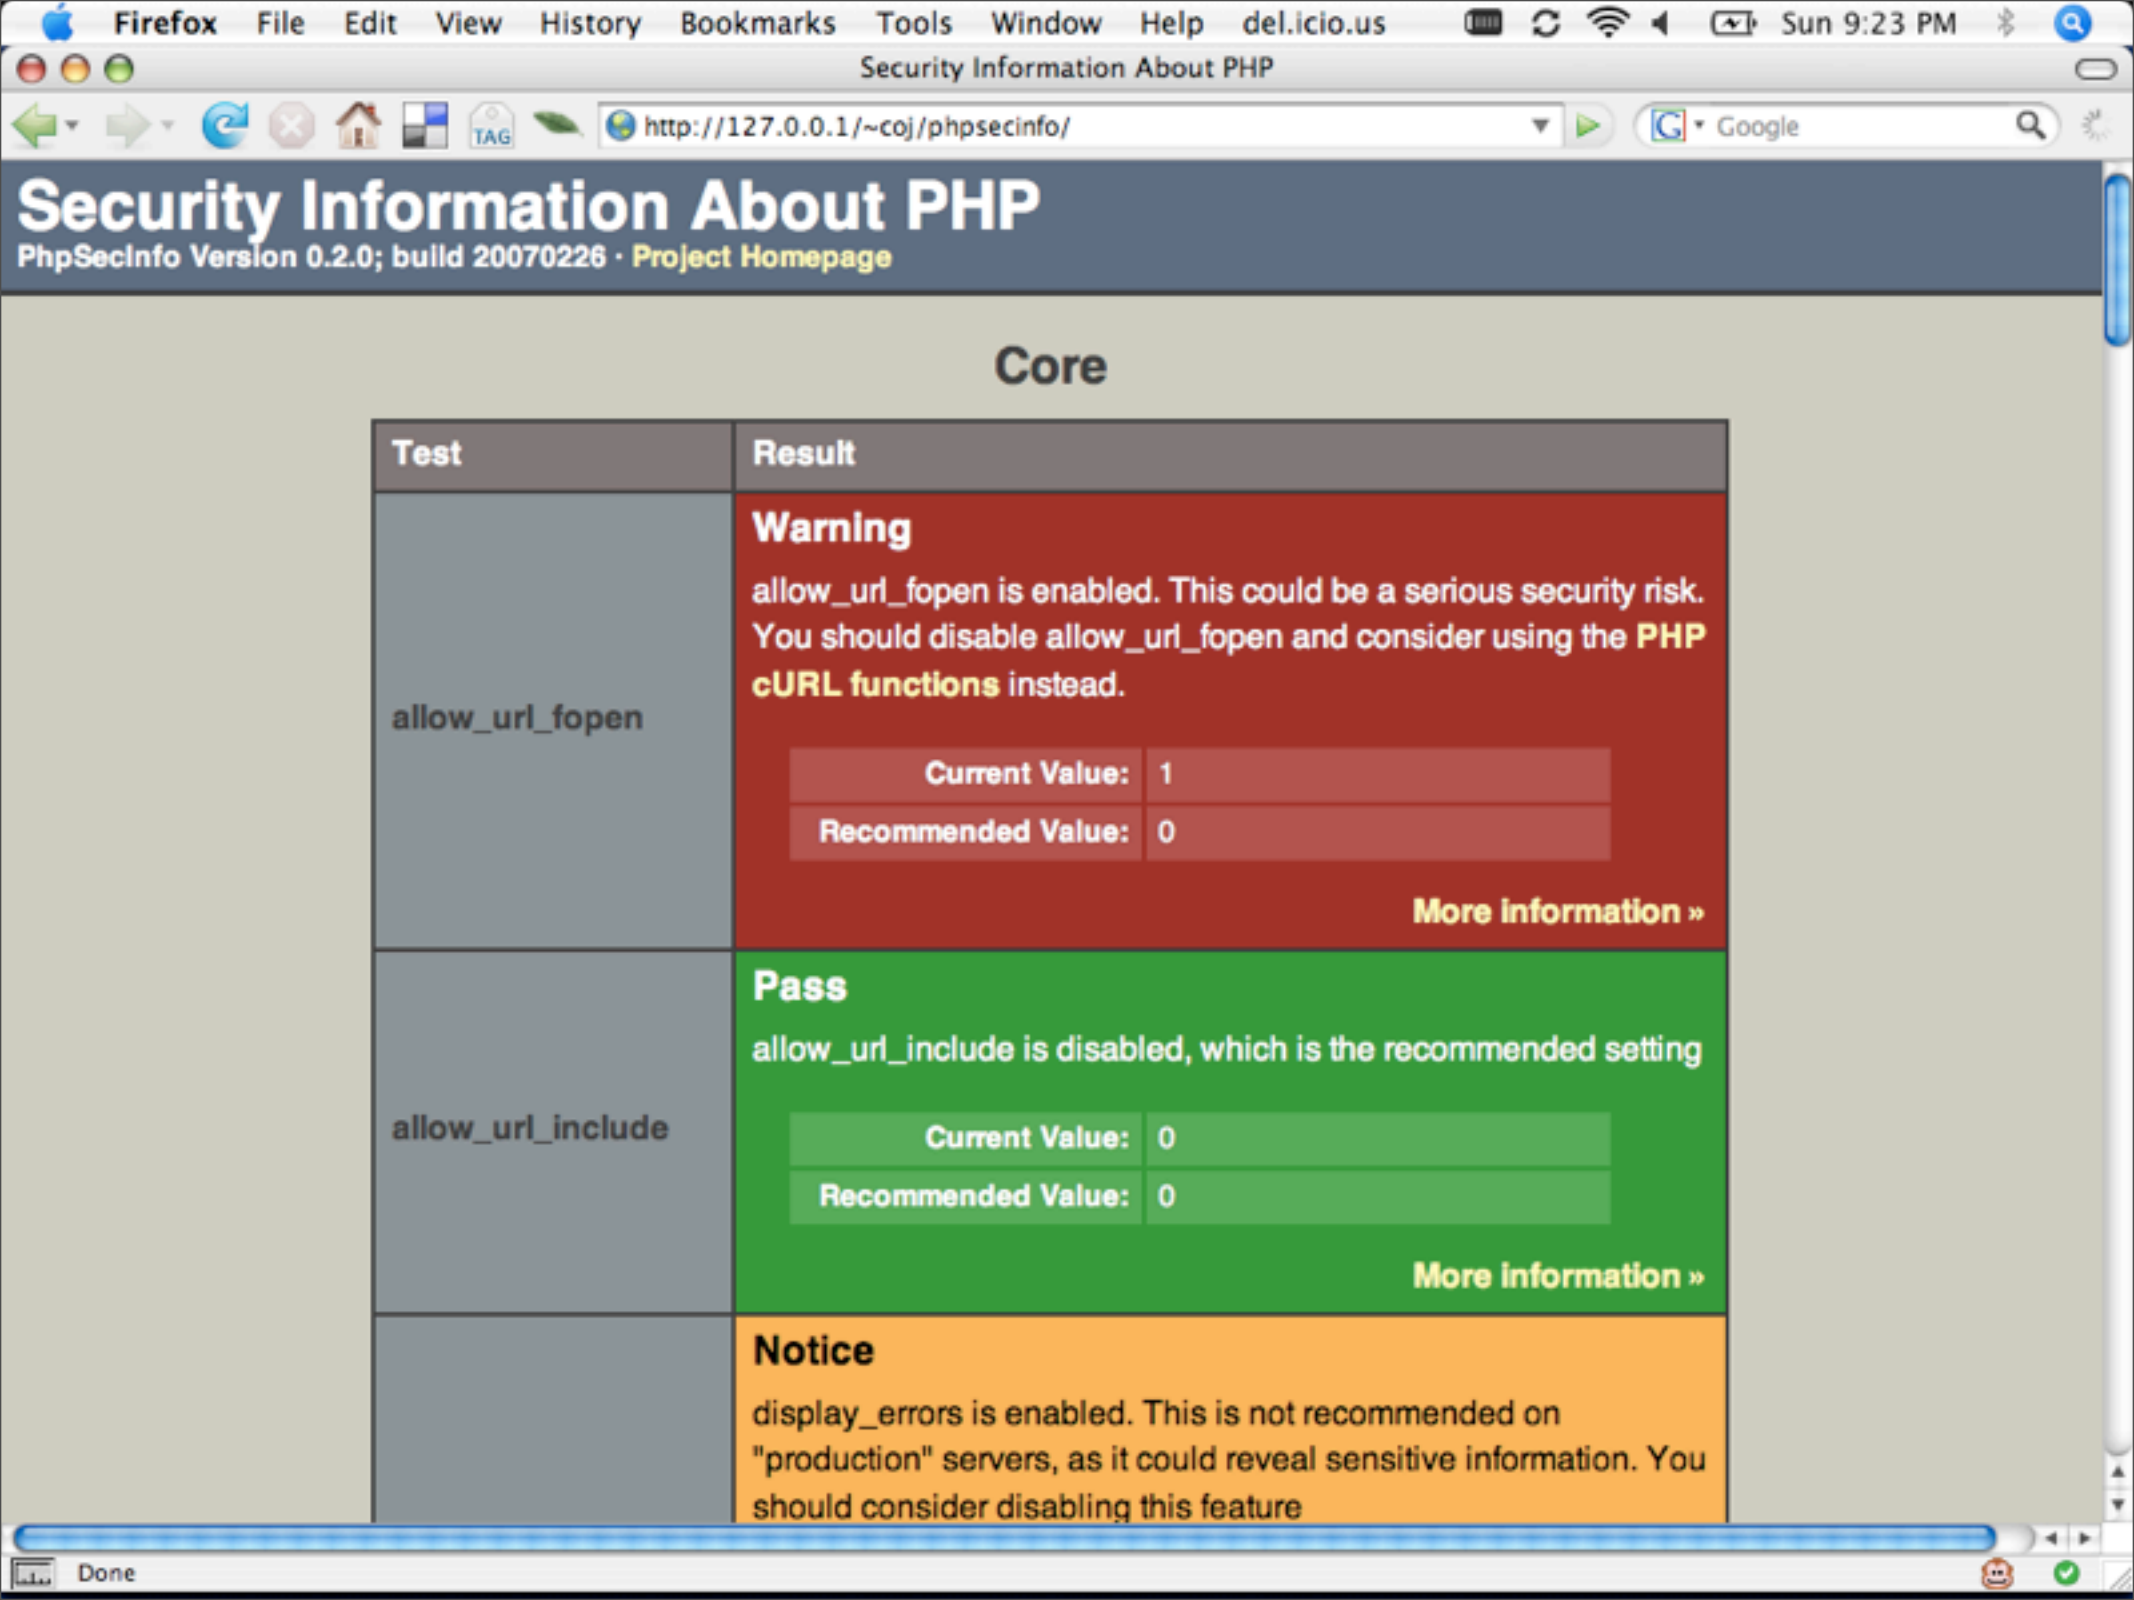 Firefox File Edit View History Bookmarks Tools Window Help del.icio.us Sun 9:23 PM
Security Information About PHP
TAG http://127.0.0.1/~coj/phpsecinfo/ G Google
Security Information About PHP
PhpSecInfo Version 0.2.0; build 20070226 · Project Homepage
Core
Test Result
allow_url_fopen
Warning
allow_url_fopen is enabled. This could be a serious security risk.
You should disable allow_url_fopen and consider using the PHP
cURL functions instead.
Current Value: 1
Recommended Value: 0
More information »
allow_url_include
Pass
allow_url_include is disabled, which is the recommended setting
Current Value: 0
Recommended Value: 0
More information »
Notice
display_errors is enabled. This is not recommended on
"production" servers, as it could reveal sensitive information. You
should consider disabling this feature
Done